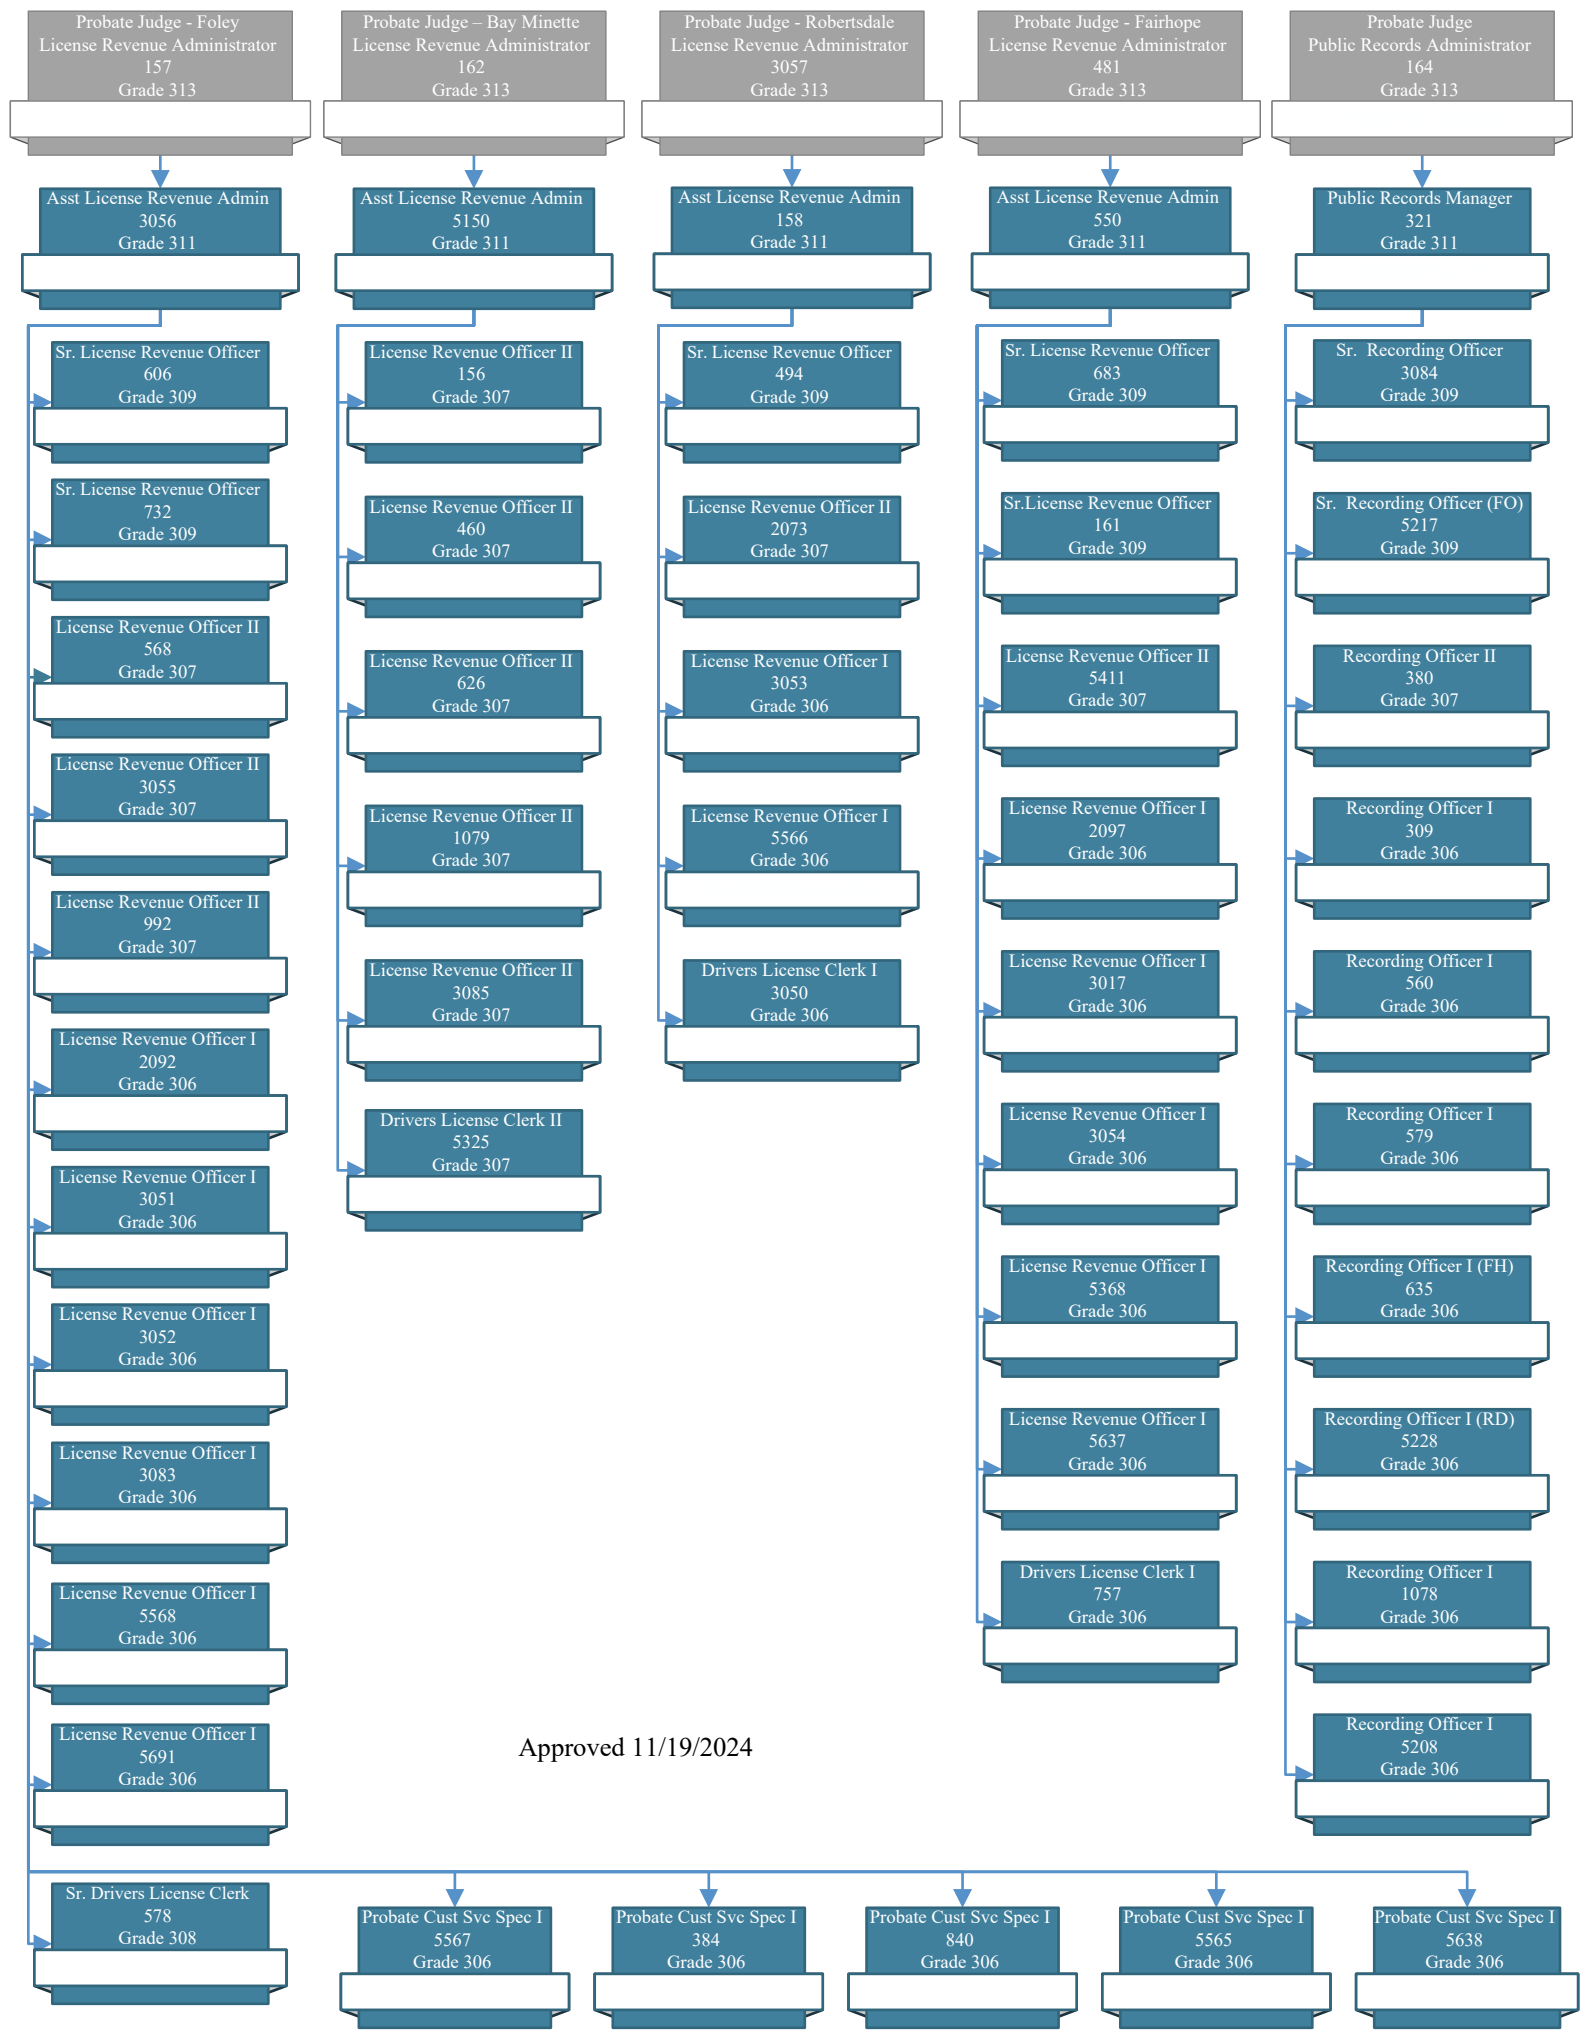 Probate Judge - Foley
License Revenue Administrator
157
Grade 313
Asst License Revenue Admin
3056
Grade 311
Sr. License Revenue Officer
606
Grade 309
Sr. License Revenue Officer
732
Grade 309
License Revenue Officer II
568
Grade 307
License Revenue Officer II
3055
Grade 307
License Revenue Officer II
992
Grade 307
License Revenue Officer I
2092
Grade 306
License Revenue Officer I
3051
Grade 306
License Revenue Officer I
3052
Grade 306
License Revenue Officer I
3083
Grade 306
License Revenue Officer I
5568
Grade 306
License Revenue Officer I
5691
Grade 306
Sr. Drivers License Clerk
578
Grade 308
Probate Judge – Bay Minette
License Revenue Administrator
162
Grade 313
Asst License Revenue Admin
5150
Grade 311
License Revenue Officer II
156
Grade 307
License Revenue Officer II
460
Grade 307
License Revenue Officer II
626
Grade 307
License Revenue Officer II
1079
Grade 307
License Revenue Officer II
3085
Grade 307
Drivers License Clerk II
5325
Grade 307
Probate Judge - Robertsdale
License Revenue Administrator
3057
Grade 313
Asst License Revenue Admin
158
Grade 311
Sr. License Revenue Officer
494
Grade 309
License Revenue Officer II
2073
Grade 307
License Revenue Officer I
3053
Grade 306
License Revenue Officer I
5566
Grade 306
Drivers License Clerk I
3050
Grade 306
Probate Judge - Fairhope
License Revenue Administrator
481
Grade 313
Asst License Revenue Admin
550
Grade 311
Sr. License Revenue Officer
683
Grade 309
Sr.License Revenue Officer
161
Grade 309
License Revenue Officer II
5411
Grade 307
License Revenue Officer I
2097
Grade 306
License Revenue Officer I
3017
Grade 306
License Revenue Officer I
3054
Grade 306
License Revenue Officer I
5368
Grade 306
License Revenue Officer I
5637
Grade 306
Drivers License Clerk I
757
Grade 306
Probate Judge
Public Records Administrator
164
Grade 313
Public Records Manager
321
Grade 311
Sr. Recording Officer
3084
Grade 309
Sr. Recording Officer (FO)
5217
Grade 309
Recording Officer II
380
Grade 307
Recording Officer I
309
Grade 306
Recording Officer I
560
Grade 306
Recording Officer I
579
Grade 306
Recording Officer I (FH)
635
Grade 306
Recording Officer I (RD)
5228
Grade 306
Recording Officer I
1078
Grade 306
Recording Officer I
5208
Grade 306
Approved 11/19/2024
Probate Cust Svc Spec I
5567
Grade 306
Probate Cust Svc Spec I
384
Grade 306
Probate Cust Svc Spec I
840
Grade 306
Probate Cust Svc Spec I
5565
Grade 306
Probate Cust Svc Spec I
5638
Grade 306